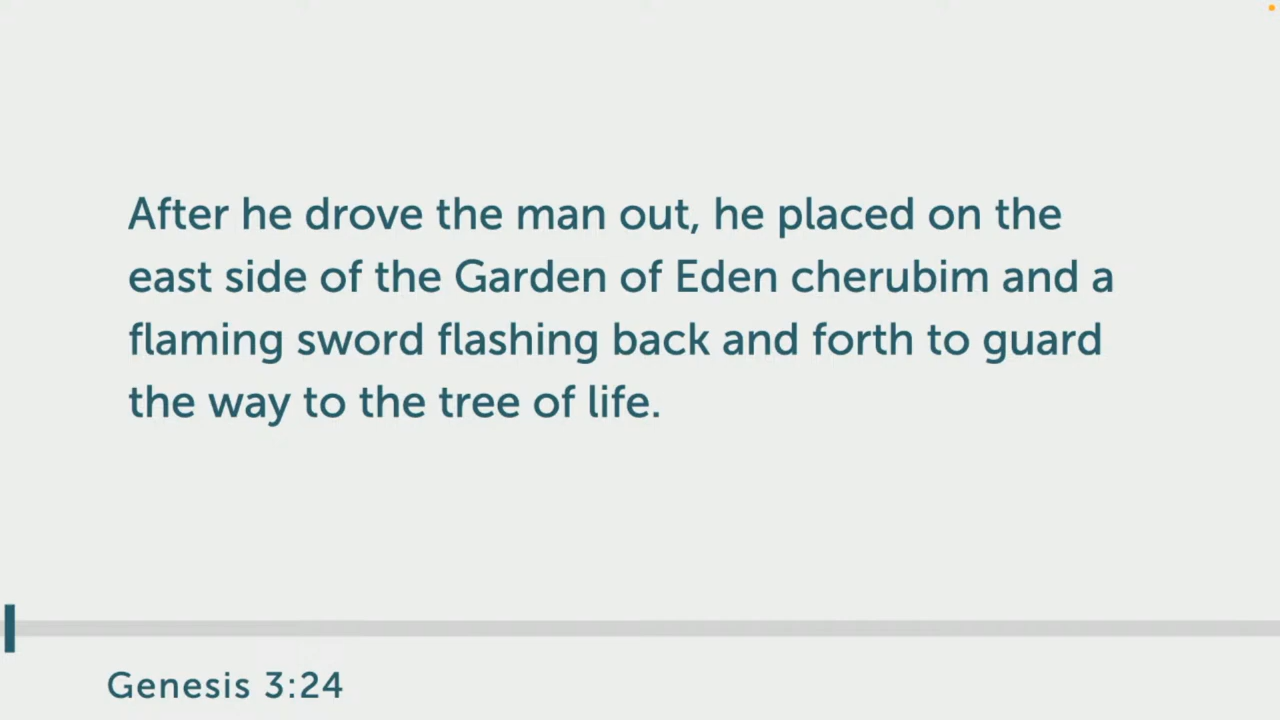 After he drove the man out, he placed on the
east side of the Garden of Eden cherubim and a
flaming sword flashing back and forth to guard
the way to the tree of life.
Genesis 3:24